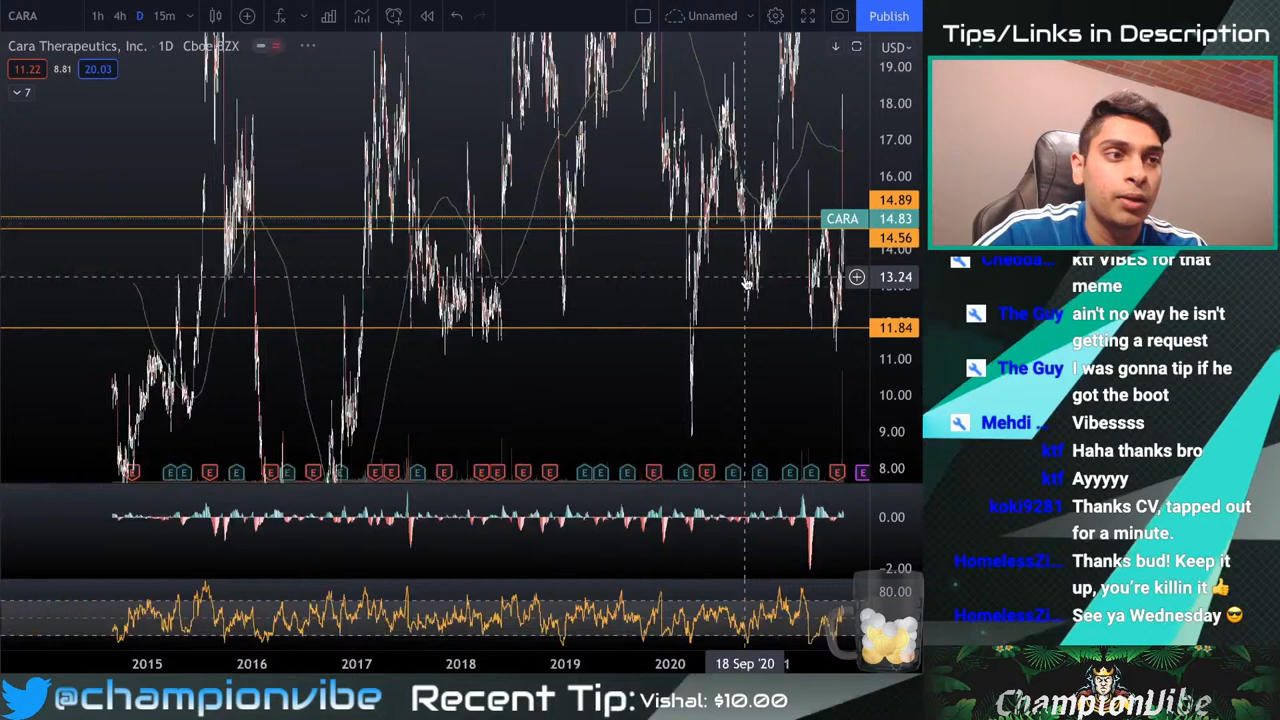 CARA 1h 4h D 15m Unnamed Publish
Cara Therapeutics, Inc. · 1D Cboe BZX
USD
11.22 8.81 20.03
7
19.00
18.00
17.00
16.00
14.89
CARA 14.83
14.56
14.00
13.24
11.84
11.00
10.00
9.00
8.00
0.00
−2.00
80.00
2015 2016 2017 2018 2019 2020 18 Sep '20 1
E E E E E E E E E E E E E E E E E E E E E E E E E E E E
Tips/Links in Description
ktf VIBES for that
meme
The Guy ain't no way he isn't
getting a request
The Guy I was gonna tip if he
got the boot
Mehdi .. Vibessss
ktf Haha thanks bro
ktf Ayyyyy
koki9281 Thanks CV, tapped out
for a minute.
HomelessZi... Thanks bud! Keep it
up, you're killin it👍
HomelessZi... See ya Wednesday 😎
@championvibe Recent Tip: Vishal: $10.00
ChampionVibe